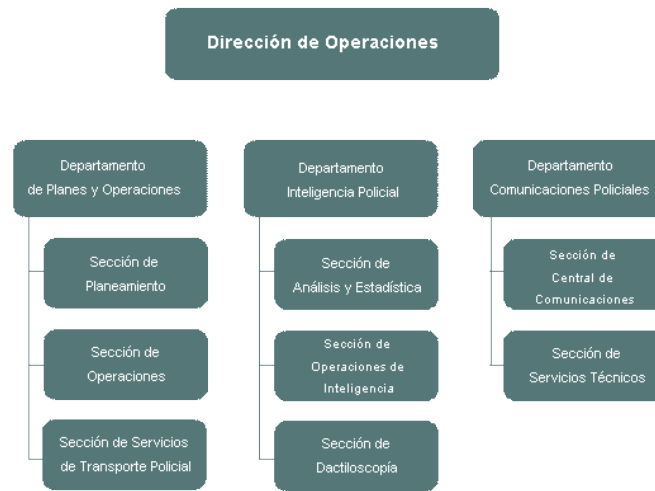 Dirección de Operaciones
Departamento
de Planes y Operaciones
Departamento
Inteligencia Policial
Departamento
Comunicaciones Policiales
Sección de
Planeamiento
Sección de
Análisis y Estadística
Sección de
Central de
Comunicaciones
Sección de
Operaciones
Sección de
Operaciones de
Inteligencia
Sección de
Servicios Técnicos
Sección de Servicios
de Transporte Policial
Sección de
Dactiloscopía